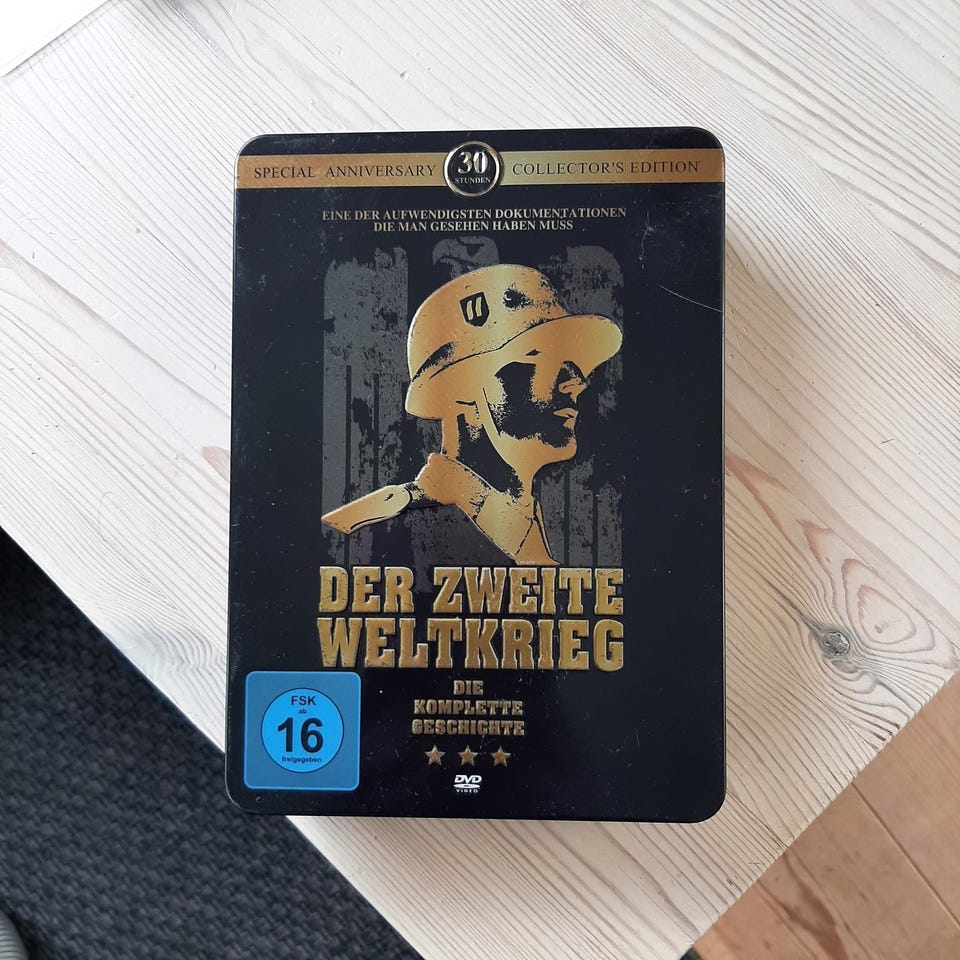 SPECIAL ANNIVERSARY 30 STUNDEN COLLECTOR'S EDITION
EINE DER AUFWENDIGSTEN DOKUMENTATIONEN
DIE MAN GESEHEN HABEN MUSS
DER ZWEITE
WELTKRIEG
DIE
KOMPLETTE
GESCHICHTE
FSK
ab
16
freigegeben
DVD
VIDEO